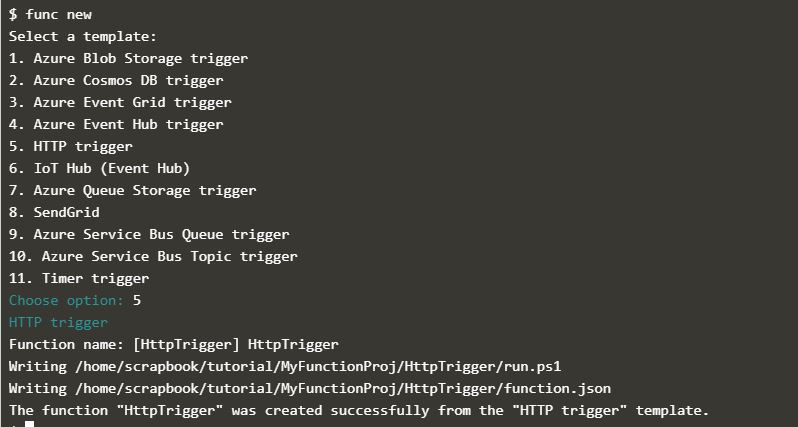 $ func new
Select a template:
1. Azure Blob Storage trigger
2. Azure Cosmos DB trigger
3. Azure Event Grid trigger
4. Azure Event Hub trigger
5. HTTP trigger
6. IoT Hub (Event Hub)
7. Azure Queue Storage trigger
8. SendGrid
9. Azure Service Bus Queue trigger
10. Azure Service Bus Topic trigger
11. Timer trigger
Choose option: 5
HTTP trigger
Function name: [HttpTrigger] HttpTrigger
Writing /home/scrapbook/tutorial/MyFunctionProj/HttpTrigger/run.ps1
Writing /home/scrapbook/tutorial/MyFunctionProj/HttpTrigger/function.json
The function "HttpTrigger" was created successfully from the "HTTP trigger" template.